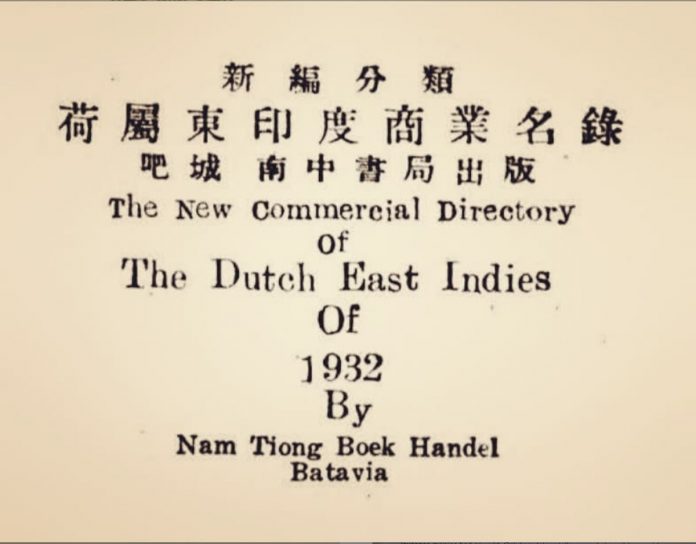 新編分類
荷屬東印度商業名錄
吧城 南中書局出版
The New Commercial Directory
Of
The Dutch East Indies
Of
1932
By
Nam Tiong Boek Handel
Batavia